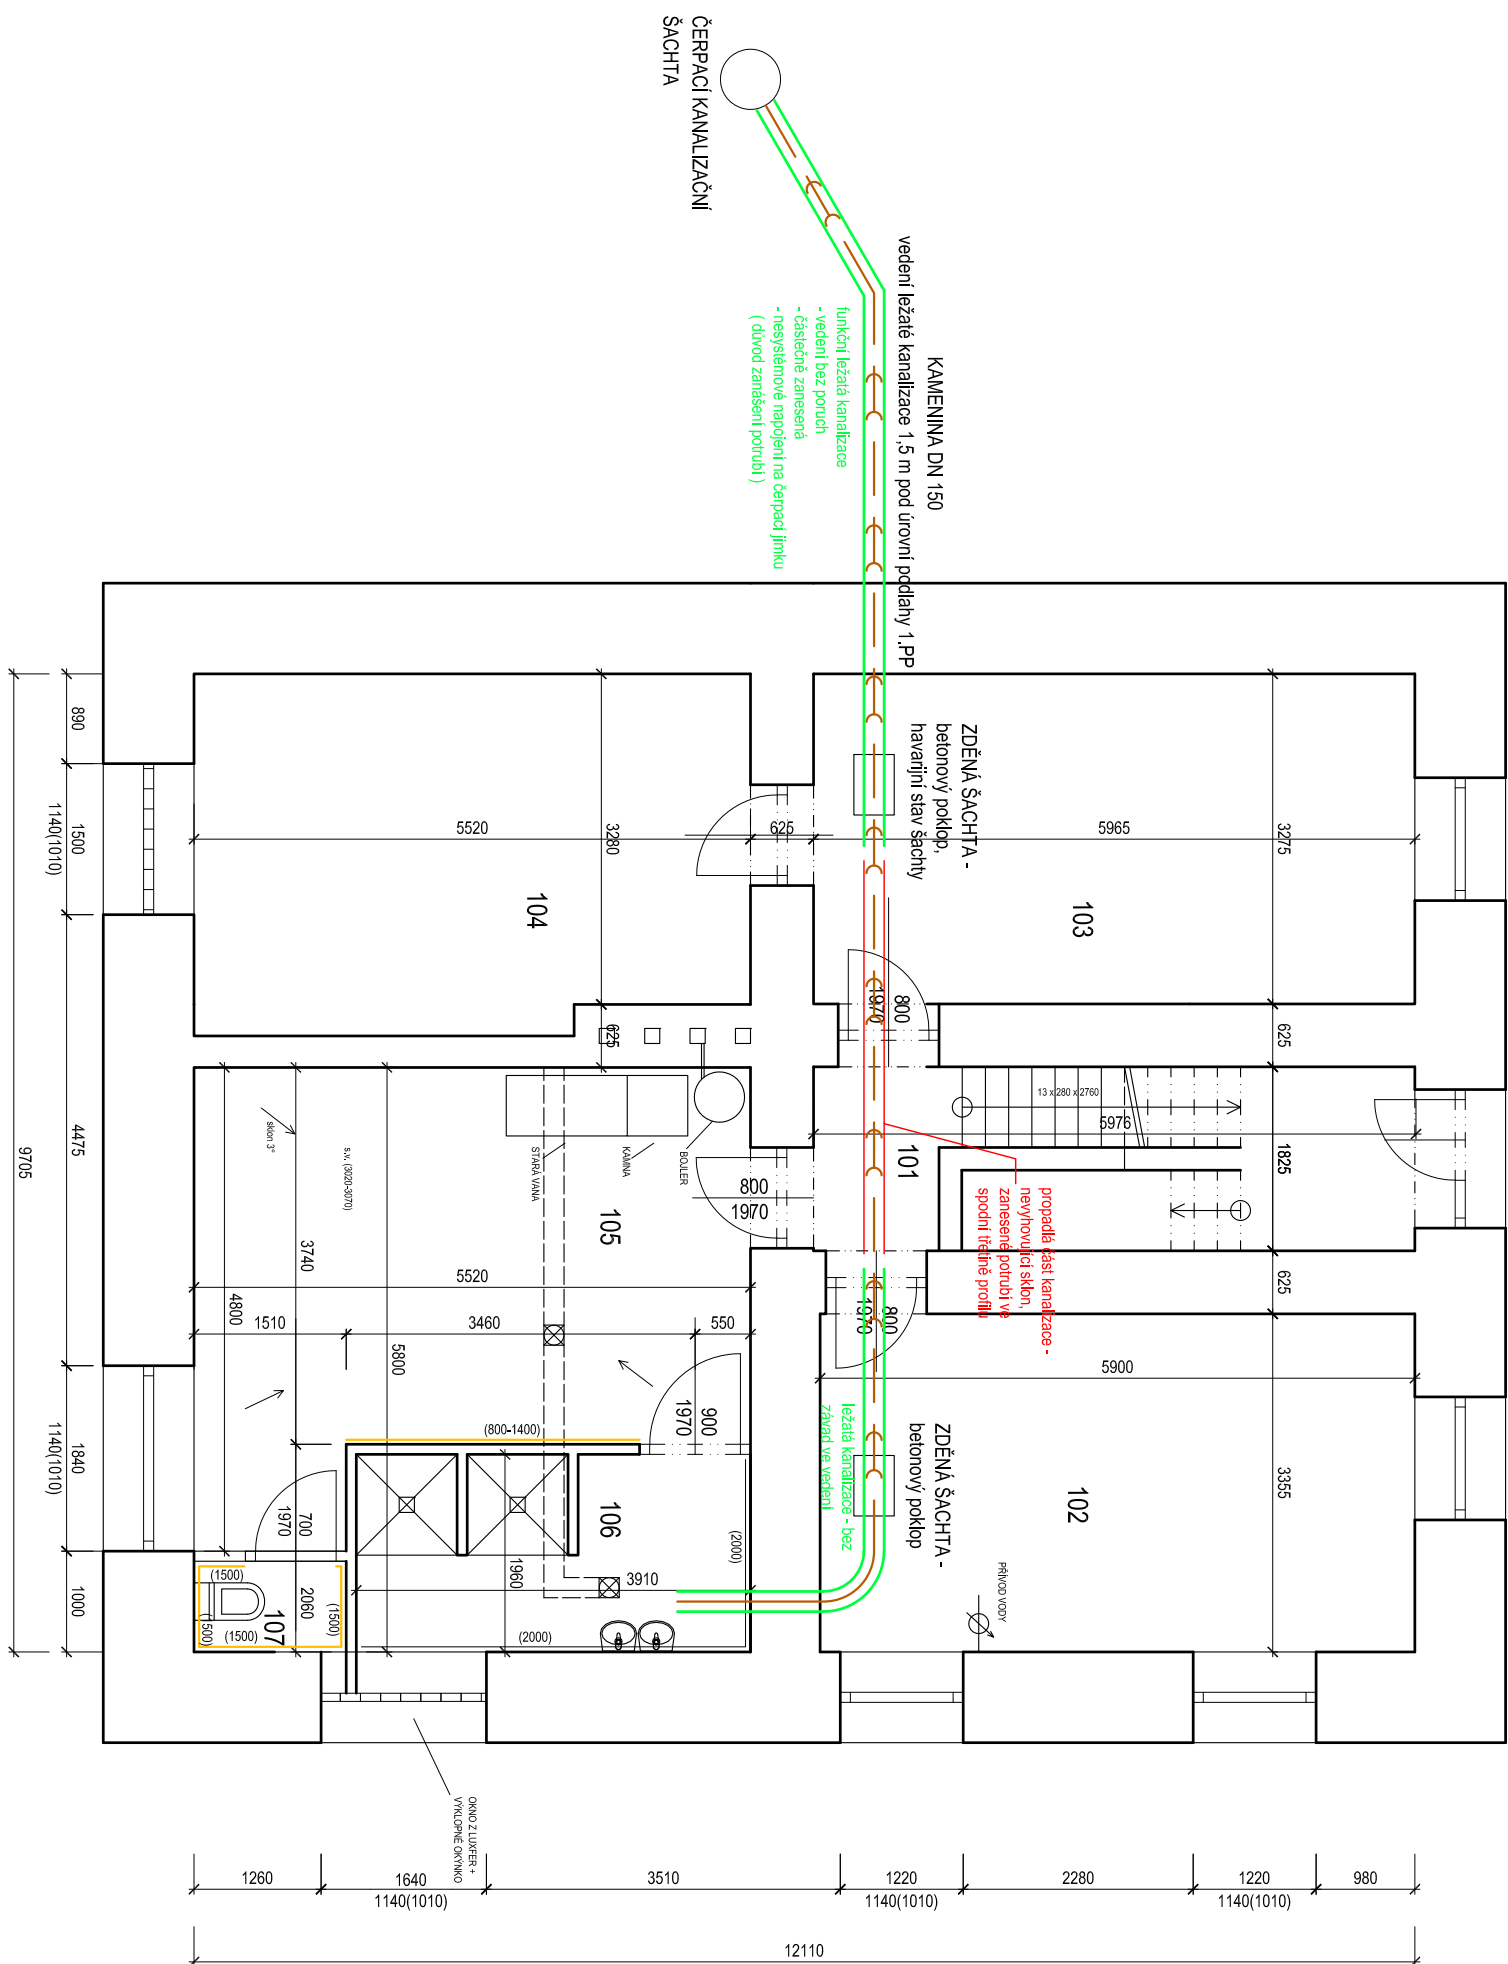 ČERPACÍ KANALIZAČNÍ
ŠACHTA
KAMENINA DN 150
vedení ležaté kanalizace 1,5 m pod úrovní podlahy 1.PP
funkční ležatá kanalizace
- vedení bez poruch
- částečně zanesená
- nesystémové napojení na čerpací jímku
( důvod zanášení potrubí )
ZDĚNÁ ŠACHTA -
betonový poklop,
havarijní stav šachty
5520
625
3280
5965
3275
104
103
800
1970
625
625
13 x 280 x 2760
5976
1825
101
propadlá část kanalizace -
nevyhovující sklon,
zanesené potrubí ve
spodní třetině profilu
625
BOJLER
KAMNA
STARÁ VANA
800
1970
105
sklon 3°
s.v. (3020-3070)
3740
5520
4800
1510
3460
550
5800
800
1970
5900
3355
900
1970
(800-1400)
ležatá kanalizace - bez
závad ve vedení
ZDĚNÁ ŠACHTA -
betonový poklop
102
106
700
1970
1960
(2000)
3910
(2000)
PŘÍVOD VODY
(1500)
2060
(1500)
107
(1500)
(1500)
OKNO Z LUXFER +
VÝKLOPNÉ OKÝNKO
890
1500
1140(1010)
4475
1840
1140(1010)
1000
9705
1260
1640
1140(1010)
3510
1220
1140(1010)
2280
1220
1140(1010)
980
12110